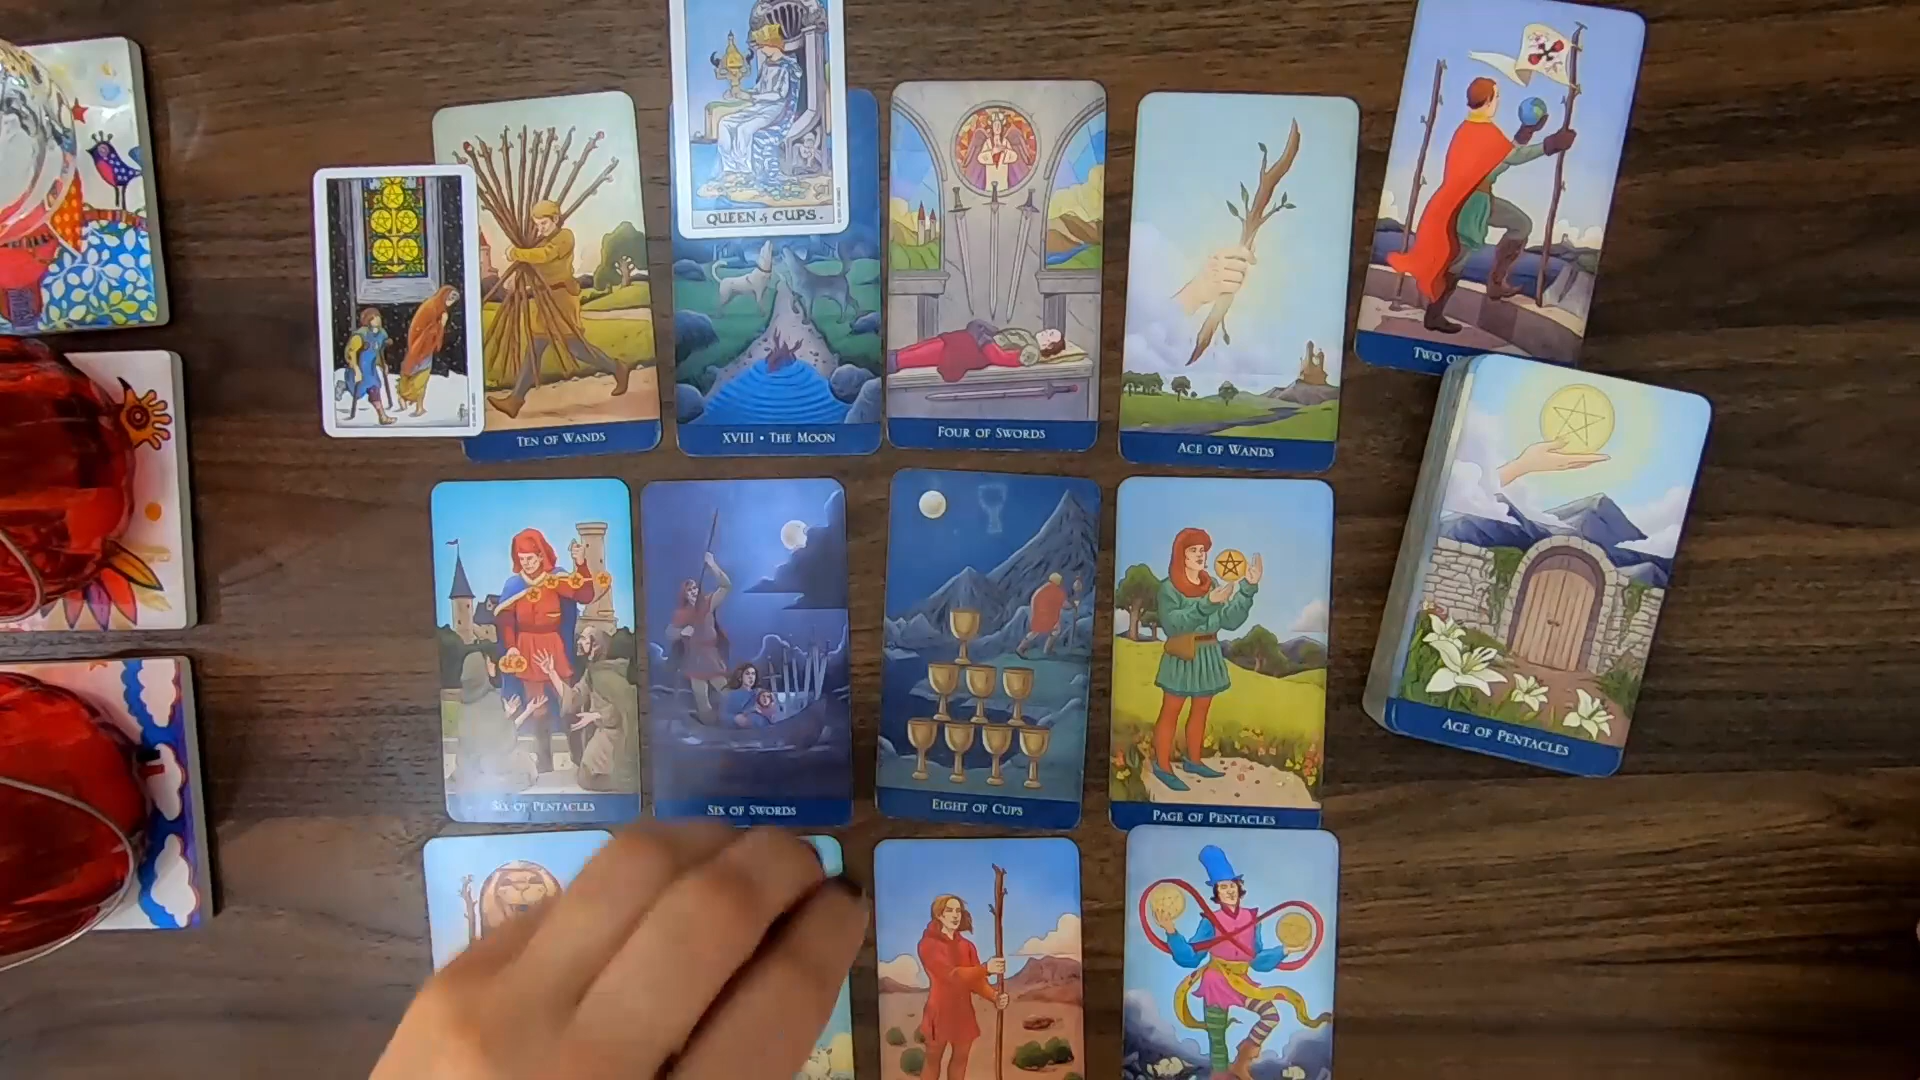 QUEEN of CUPS.
TEN OF WANDS
XVIII • THE MOON
FOUR OF SWORDS
ACE OF WANDS
TWO OF
SIX OF PENTACLES
SIX OF SWORDS
EIGHT OF CUPS
PAGE OF PENTACLES
ACE OF PENTACLES